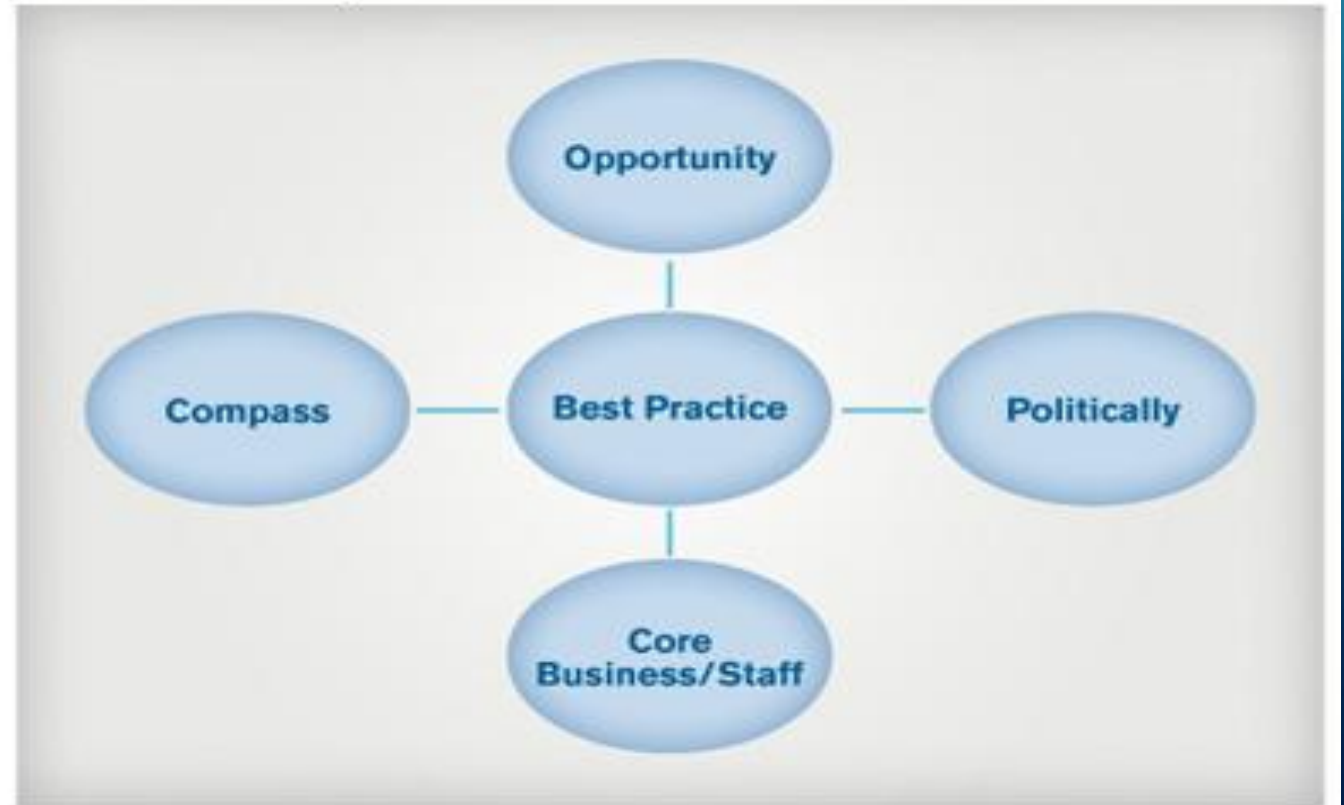 Opportunity
Compass
Best Practice
Politically
Core
Business/Staff